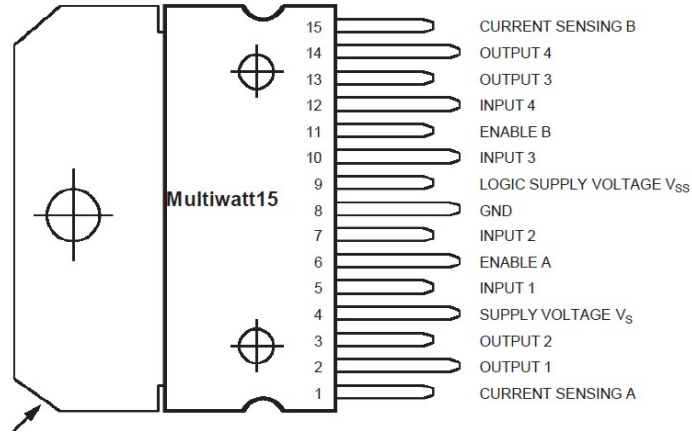 15 CURRENT SENSING B
14 OUTPUT 4
13 OUTPUT 3
12 INPUT 4
11 ENABLE B
10 INPUT 3
Multiwatt15
9 LOGIC SUPPLY VOLTAGE VSS
8 GND
7 INPUT 2
6 ENABLE A
5 INPUT 1
4 SUPPLY VOLTAGE VS
3 OUTPUT 2
2 OUTPUT 1
1 CURRENT SENSING A